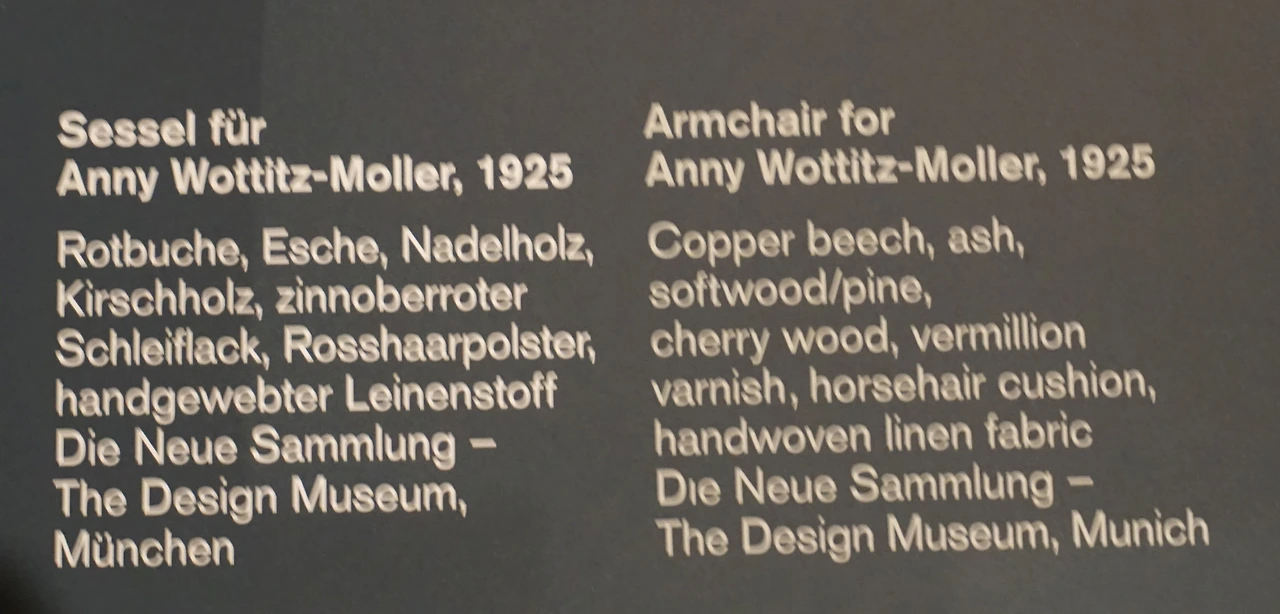 Sessel für
Anny Wottitz-Moller, 1925
Rotbuche, Esche, Nadelholz,
Kirschholz, zinnoberroter
Schleiflack, Rosshaarpolster,
handgewebter Leinenstoff
Die Neue Sammlung –
The Design Museum,
München
Armchair for
Anny Wottitz-Moller, 1925
Copper beech, ash,
softwood/pine,
cherry wood, vermillion
varnish, horsehair cushion,
handwoven linen fabric
Die Neue Sammlung –
The Design Museum, Munich